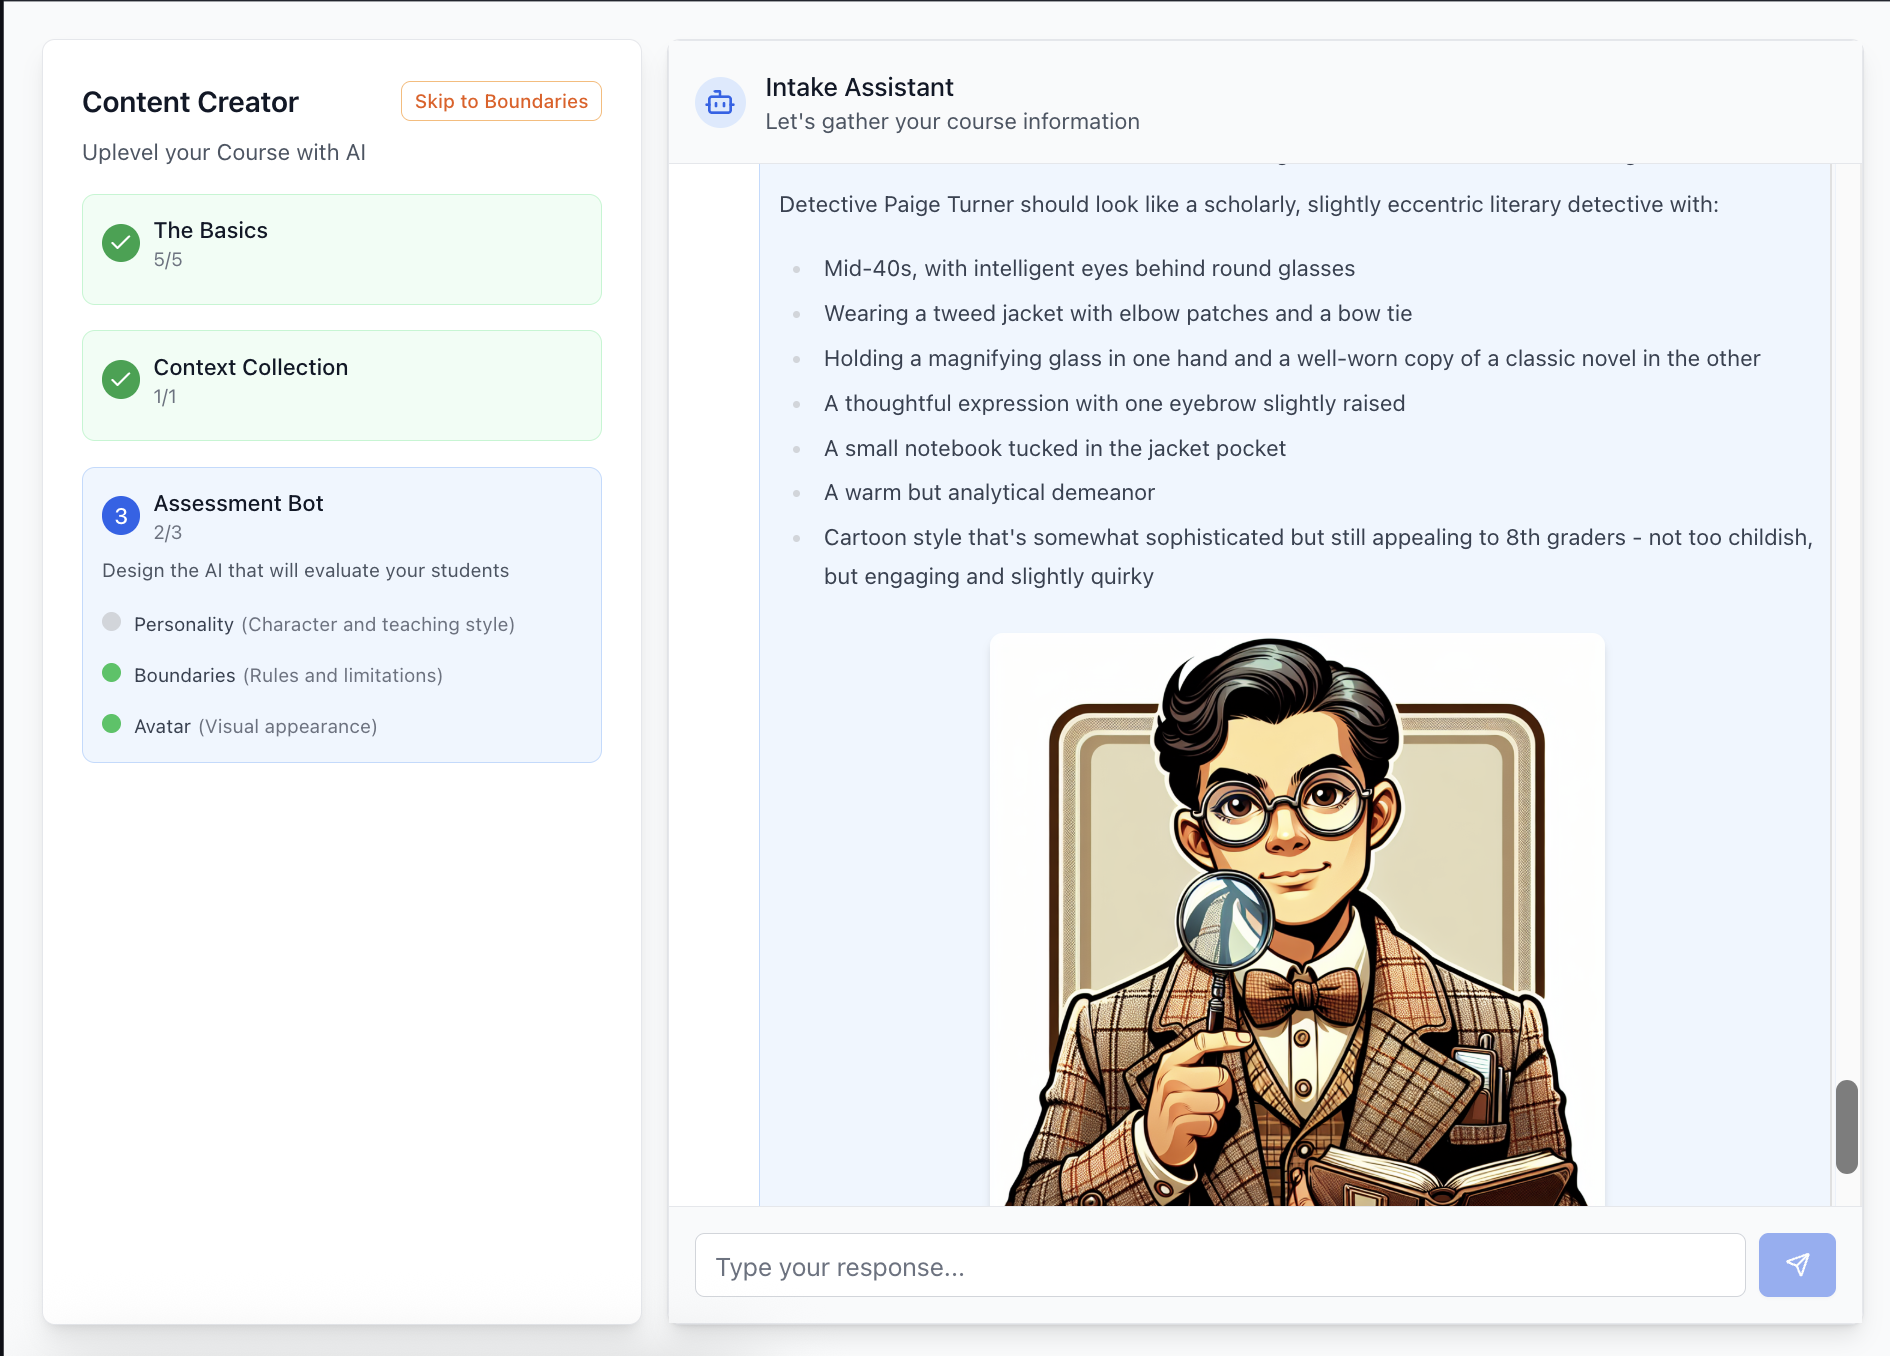 Content Creator
Skip to Boundaries
Uplevel your Course with AI
The Basics
5/5
Context Collection
1/1
3
Assessment Bot
2/3
Design the AI that will evaluate your students
Personality (Character and teaching style)
Boundaries (Rules and limitations)
Avatar (Visual appearance)
Intake Assistant
Let's gather your course information
Detective Paige Turner should look like a scholarly, slightly eccentric literary detective with:
Mid-40s, with intelligent eyes behind round glasses
Wearing a tweed jacket with elbow patches and a bow tie
Holding a magnifying glass in one hand and a well-worn copy of a classic novel in the other
A thoughtful expression with one eyebrow slightly raised
A small notebook tucked in the jacket pocket
A warm but analytical demeanor
Cartoon style that's somewhat sophisticated but still appealing to 8th graders - not too childish,
but engaging and slightly quirky
Type your response...